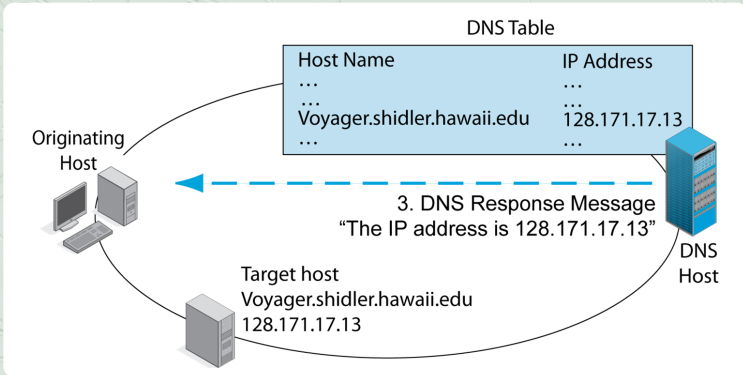 DNS Table
Host Name IP Address
… …
… …
Voyager.shidler.hawaii.edu 128.171.17.13
… …
Originating
Host
3. DNS Response Message
“The IP address is 128.171.17.13”
DNS
Host
Target host
Voyager.shidler.hawaii.edu
128.171.17.13